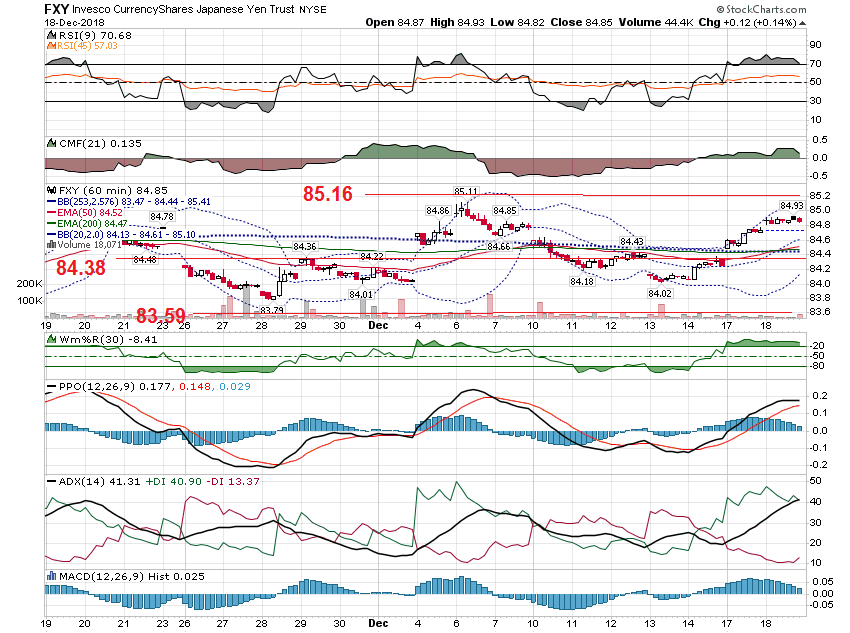 FXY Invesco CurrencyShares Japanese Yen Trust NYSE © StockCharts.com
18-Dec-2018 Open 84.87 High 84.93 Low 84.82 Close 84.85 Volume 44.4K Chg +0.12 (+0.14%)
RSI(9) 70.68
RSI(45) 57.03
90
70
50
30
10
CMF(21) 0.135
0.5
0.0
-0.5
FXY (60 min) 84.85
BB(253,2.576) 83.47 - 84.44 - 85.41
EMA(50) 84.52
EMA(200) 84.47
BB(20,2.0) 84.13 - 84.61 - 85.10
Volume 18,071
85.16
84.38
83.59
84.78
84.48
83.79
84.36
84.01
84.22
84.86
85.11
84.66
84.85
84.18
84.43
84.02
84.93
85.2
85.0
84.8
84.6
84.4
84.2
84.0
83.8
83.6
200K
100K
19 20 21 23 26 27 28 29 30 Dec 4 6 7 10 11 12 13 14 17 18
Wm%R(30) -8.41
-20
-50
-80
PPO(12,26,9) 0.177, 0.148, 0.029
0.2
0.1
0.0
-0.1
-0.2
ADX(14) 41.31 +DI 40.90 -DI 13.37
50
40
30
20
10
MACD(12,26,9) Hist 0.025
0.05
0.00
-0.05
19 20 21 23 26 27 28 29 30 Dec 4 6 7 10 11 12 13 14 17 18